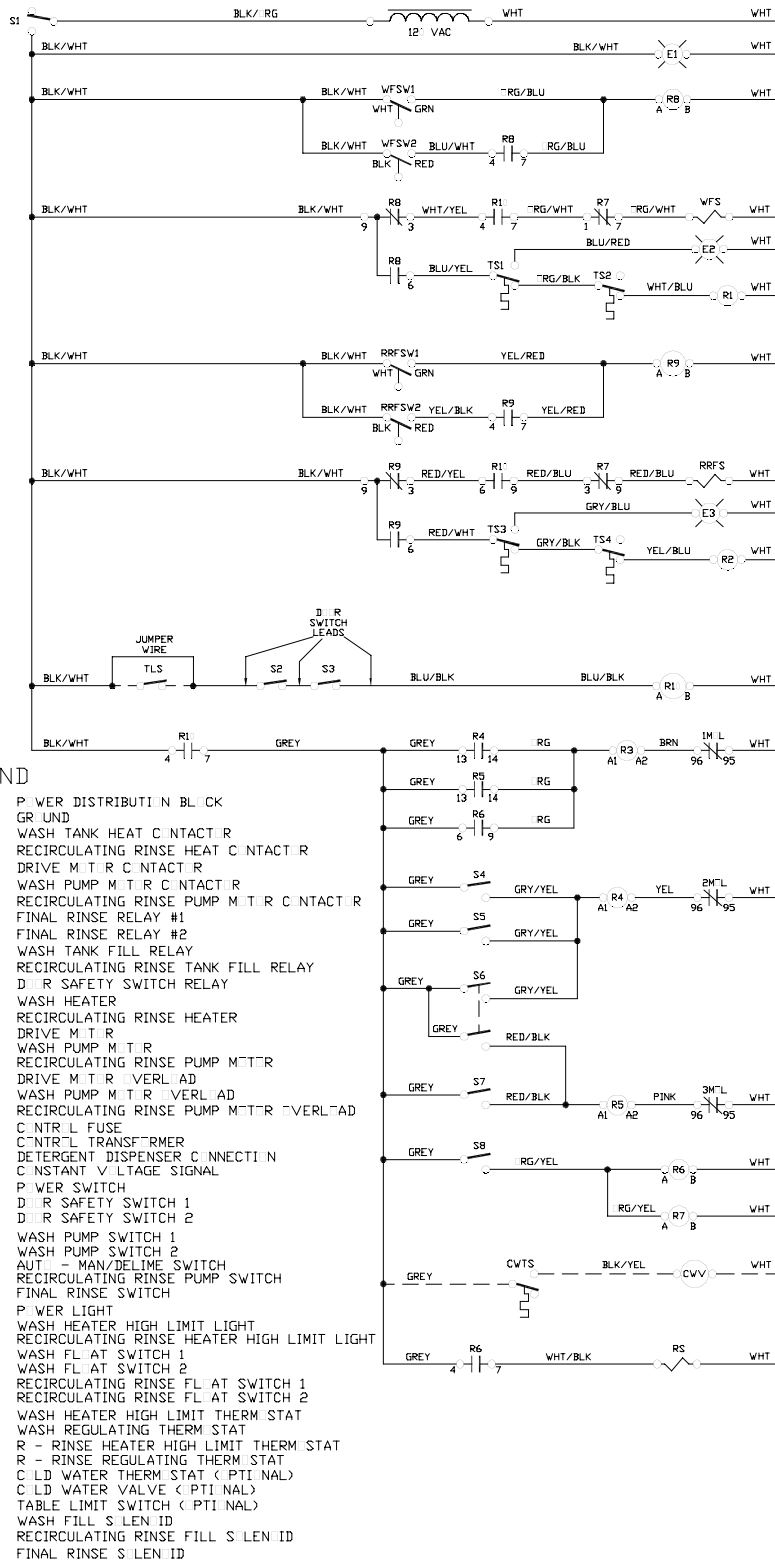 S1 BLK/ORG 120 VAC WHT WHT
BLK/WHT BLK/WHT E1 WHT
BLK/WHT BLK/WHT WFSW1 WHT GRN ORG/BLU R8 A B WHT
BLK/WHT WFSW2 BLK RED BLU/WHT R8 4 7 ORG/BLU
BLK/WHT BLK/WHT 9 R8 3 WHT/YEL R10 4 7 ORG/WHT R7 1 7 ORG/WHT WFS WHT
BLU/RED E2 WHT
R8 6 BLU/YEL TS1 ORG/BLK TS2 WHT/BLU R1 WHT
BLK/WHT RRFSW1 WHT GRN YEL/RED R9 A B WHT
BLK/WHT RRFSW2 BLK RED YEL/BLK R9 4 7 YEL/RED
BLK/WHT BLK/WHT 9 R9 3 RED/YEL R10 6 9 RED/BLU R7 3 9 RED/BLU RRFS WHT
GRY/BLU E3 WHT
R9 6 RED/WHT TS3 GRY/BLK TS4 YEL/BLU R2 WHT
DOOR
SWITCH
LEADS
JUMPER
WIRE
BLK/WHT TLS S2 S3 BLU/BLK BLU/BLK R10 A B WHT
BLK/WHT R10 4 7 GREY GREY R4 13 14 ORG R3 A1 A2 BRN 1MOL 96 95 WHT
GREY R5 13 14 ORG
GREY R6 6 9 ORG
GREY S4 GRY/YEL R4 A1 A2 YEL 2MOL 96 95 WHT
GREY S5 GRY/YEL
GREY S6 GRY/YEL
GREY RED/BLK
GREY S7 RED/BLK R5 A1 A2 PINK 3MOL 96 95 WHT
GREY S8 ORG/YEL R6 A B WHT
ORG/YEL R7 A B WHT
GREY CWTS BLK/YEL CWV WHT
GREY R6 4 7 WHT/BLK RS WHT
ND
POWER DISTRIBUTION BLOCK
GROUND
WASH TANK HEAT CONTACTOR
RECIRCULATING RINSE HEAT CONTACTOR
DRIVE MOTOR CONTACTOR
WASH PUMP MOTOR CONTACTOR
RECIRCULATING RINSE PUMP MOTOR CONTACTOR
FINAL RINSE RELAY #1
FINAL RINSE RELAY #2
WASH TANK FILL RELAY
RECIRCULATING RINSE TANK FILL RELAY
DOOR SAFETY SWITCH RELAY
WASH HEATER
RECIRCULATING RINSE HEATER
DRIVE MOTOR
WASH PUMP MOTOR
RECIRCULATING RINSE PUMP MOTOR
DRIVE MOTOR OVERLOAD
WASH PUMP MOTOR OVERLOAD
RECIRCULATING RINSE PUMP MOTOR OVERLOAD
CONTROL FUSE
CONTROL TRANSFORMER
DETERGENT DISPENSER CONNECTION
CONSTANT VOLTAGE SIGNAL
POWER SWITCH
DOOR SAFETY SWITCH 1
DOOR SAFETY SWITCH 2
WASH PUMP SWITCH 1
WASH PUMP SWITCH 2
AUTO - MAN/DELIME SWITCH
RECIRCULATING RINSE PUMP SWITCH
FINAL RINSE SWITCH
POWER LIGHT
WASH HEATER HIGH LIMIT LIGHT
RECIRCULATING RINSE HEATER HIGH LIMIT LIGHT
WASH FLOAT SWITCH 1
WASH FLOAT SWITCH 2
RECIRCULATING RINSE FLOAT SWITCH 1
RECIRCULATING RINSE FLOAT SWITCH 2
WASH HEATER HIGH LIMIT THERMOSTAT
WASH REGULATING THERMOSTAT
R - RINSE HEATER HIGH LIMIT THERMOSTAT
R - RINSE REGULATING THERMOSTAT
COLD WATER THERMOSTAT (OPTIONAL)
COLD WATER VALVE (OPTIONAL)
TABLE LIMIT SWITCH (OPTIONAL)
WASH FILL SOLENOID
RECIRCULATING RINSE FILL SOLENOID
FINAL RINSE SOLENOID